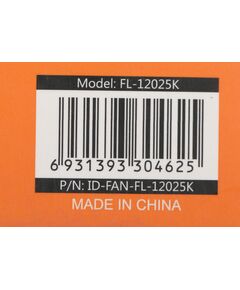 Model: FL-12025K
6 931393 304625
P/N: ID-FAN-FL-12025K
MADE IN CHINA